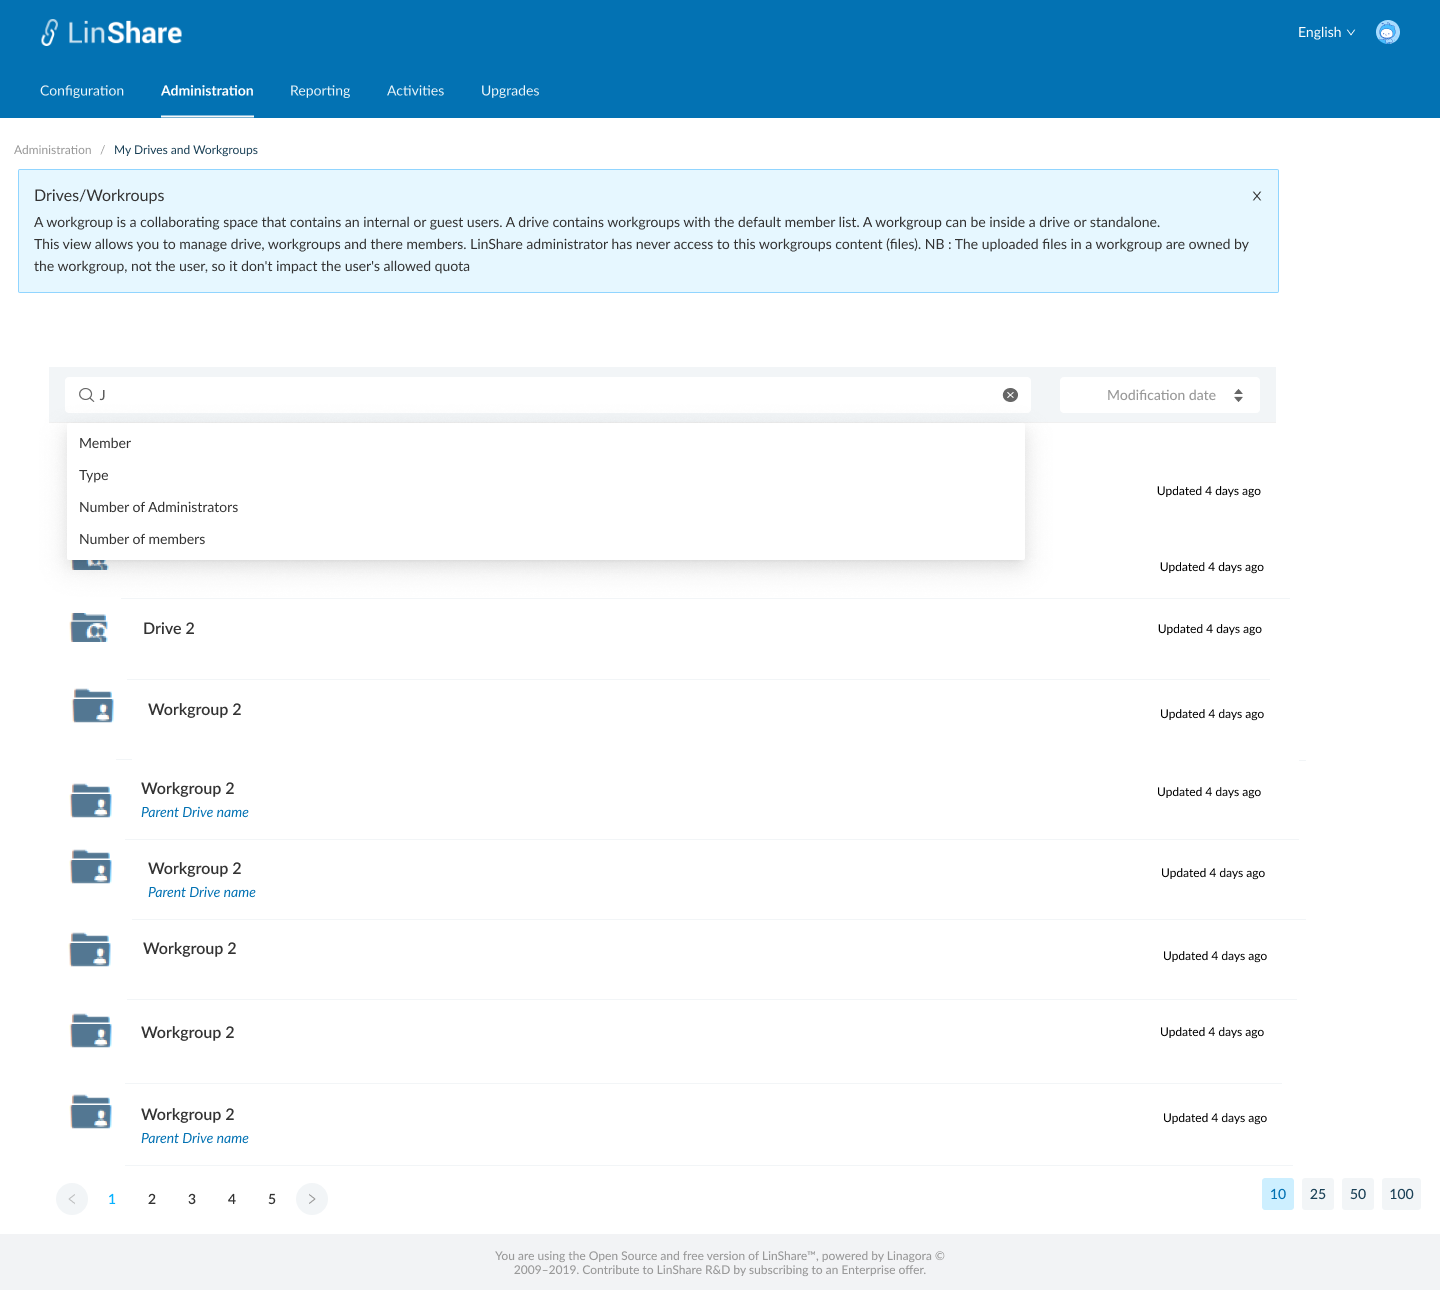 LinShare
English
Configuration Administration Reporting Activities Upgrades
Administration / My Drives and Workgroups
Drives/Workroups
A workgroup is a collaborating space that contains an internal or guest users. A drive contains workgroups with the default member list. A workgroup can be inside a drive or standalone.
This view allows you to manage drive, workgroups and there members. LinShare administrator has never access to this workgroups content (files). NB : The uploaded files in a workgroup are owned by
the workgroup, not the user, so it don't impact the user's allowed quota
J
Modification date
Member
Type
Number of Administrators
Number of members
Updated 4 days ago
Updated 4 days ago
Drive 2
Updated 4 days ago
Workgroup 2
Updated 4 days ago
Workgroup 2
Parent Drive name
Updated 4 days ago
Workgroup 2
Parent Drive name
Updated 4 days ago
Workgroup 2
Updated 4 days ago
Workgroup 2
Updated 4 days ago
Workgroup 2
Parent Drive name
Updated 4 days ago
< 1 2 3 4 5 >
10 25 50 100
You are using the Open Source and free version of LinShare™, powered by Linagora ©
2009–2019. Contribute to LinShare R&D by subscribing to an Enterprise offer.